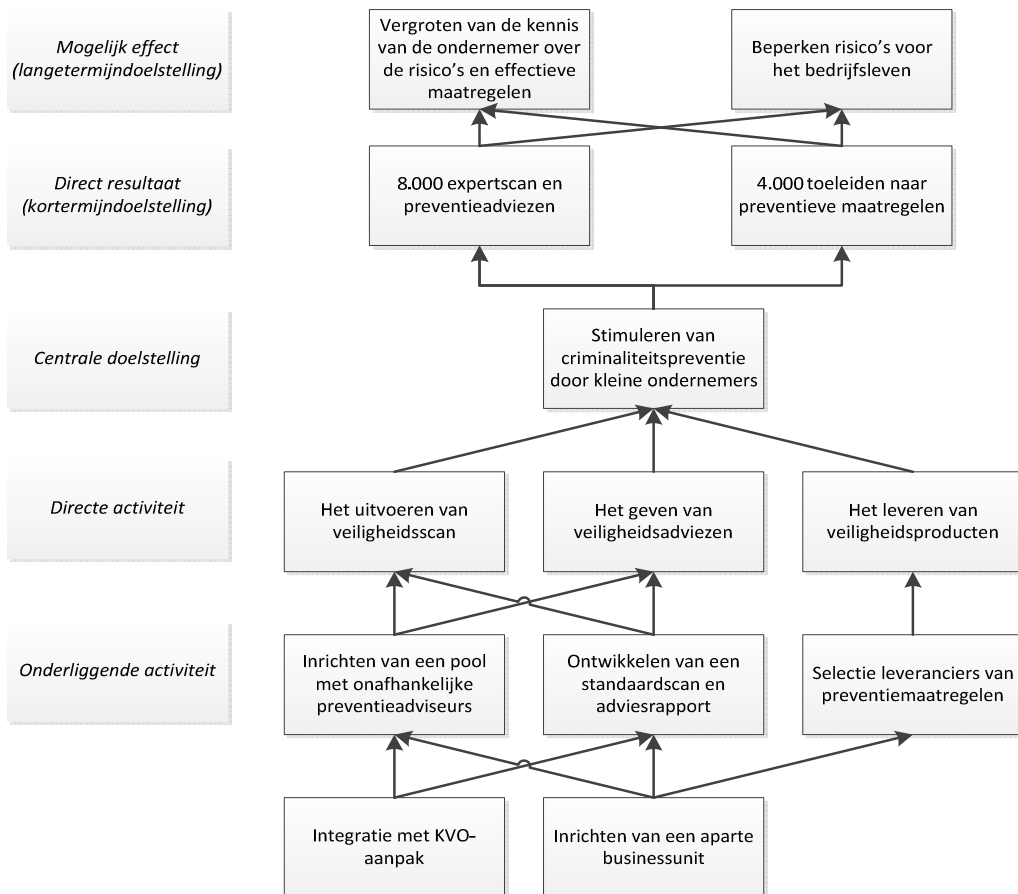 Mogelijk effect
(langetermijndoelstelling)
Vergroten van de kennis
van de ondernemer over
de risico's en effectieve
maatregelen
Beperken risico's voor
het bedrijfsleven
Direct resultaat
(kortermijndoelstelling)
8.000 expertscan en
preventieadviezen
4.000 toeleiden naar
preventieve maatregelen
Centrale doelstelling
Stimuleren van
criminaliteitspreventie
door kleine ondernemers
Directe activiteit
Het uitvoeren van
veiligheidsscan
Het geven van
veiligheidsadviezen
Het leveren van
veiligheidsproducten
Onderliggende activiteit
Inrichten van een pool
met onafhankelijke
preventieadviseurs
Ontwikkelen van een
standaardscan en
adviesrapport
Selectie leveranciers van
preventiemaatregelen
Integratie met KVO-
aanpak
Inrichten van een aparte
businessunit